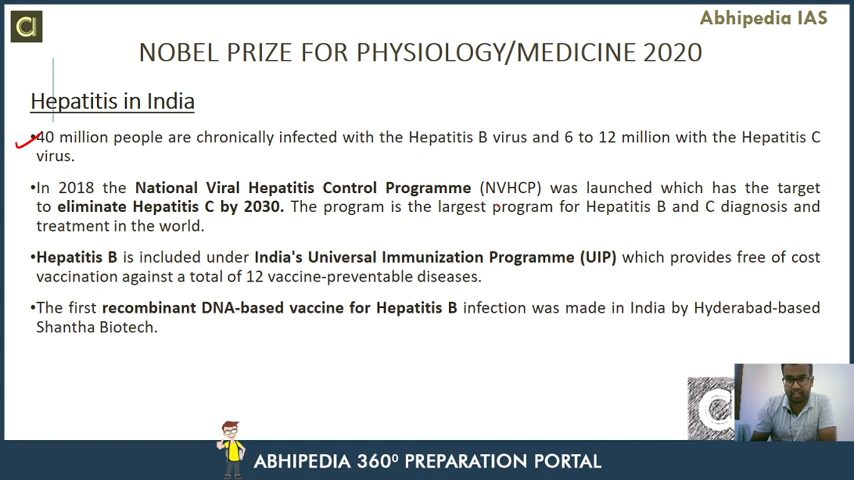 Abhipedia IAS
NOBEL PRIZE FOR PHYSIOLOGY/MEDICINE 2020
Hepatitis in India
•40 million people are chronically infected with the Hepatitis B virus and 6 to 12 million with the Hepatitis C
virus.
•In 2018 the National Viral Hepatitis Control Programme (NVHCP) was launched which has the target
to eliminate Hepatitis C by 2030. The program is the largest program for Hepatitis B and C diagnosis and
treatment in the world.
•Hepatitis B is included under India's Universal Immunization Programme (UIP) which provides free of cost
vaccination against a total of 12 vaccine-preventable diseases.
•The first recombinant DNA-based vaccine for Hepatitis B infection was made in India by Hyderabad-based
Shantha Biotech.
ABHIPEDIA 360⁰ PREPARATION PORTAL